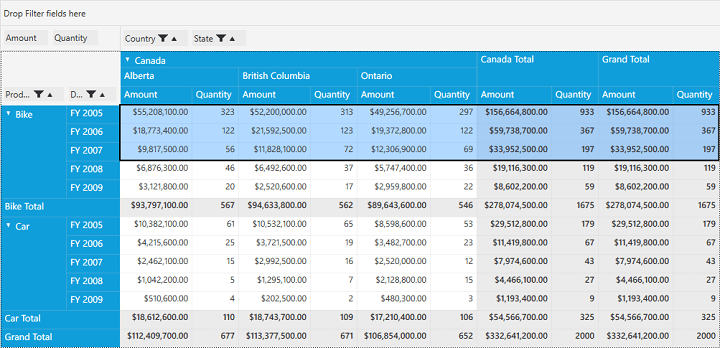 Drop Filter fields here
Amount Quantity Country State
Canada Canada Total Grand Total
Alberta British Columbia Ontario
Prod... D... Amount Quantity Amount Quantity Amount Quantity Amount Quantity Amount Quantity
Bike FY 2005 $55,208,100.00 323 $52,200,000.00 313 $49,256,700.00 297 $156,664,800.00 933 $156,664,800.00 933
FY 2006 $18,773,400.00 122 $21,592,500.00 123 $19,372,800.00 122 $59,738,700.00 367 $59,738,700.00 367
FY 2007 $9,817,500.00 56 $11,828,100.00 72 $12,306,900.00 69 $33,952,500.00 197 $33,952,500.00 197
FY 2008 $6,876,300.00 46 $6,492,600.00 37 $5,747,400.00 36 $19,116,300.00 119 $19,116,300.00 119
FY 2009 $3,121,800.00 20 $2,520,600.00 17 $2,959,800.00 22 $8,602,200.00 59 $8,602,200.00 59
Bike Total $93,797,100.00 567 $94,633,800.00 562 $89,643,600.00 546 $278,074,500.00 1675 $278,074,500.00 1675
Car FY 2005 $10,382,100.00 61 $10,532,100.00 65 $8,598,600.00 53 $29,512,800.00 179 $29,512,800.00 179
FY 2006 $4,215,600.00 25 $3,721,500.00 19 $3,482,700.00 23 $11,419,800.00 67 $11,419,800.00 67
FY 2007 $2,462,100.00 15 $2,992,500.00 16 $2,520,000.00 12 $7,974,600.00 43 $7,974,600.00 43
FY 2008 $1,042,200.00 5 $1,295,100.00 7 $2,128,800.00 15 $4,466,100.00 27 $4,466,100.00 27
FY 2009 $510,600.00 4 $202,500.00 2 $480,300.00 3 $1,193,400.00 9 $1,193,400.00 9
Car Total $18,612,600.00 110 $18,743,700.00 109 $17,210,400.00 106 $54,566,700.00 325 $54,566,700.00 325
Grand Total $112,409,700.00 677 $113,377,500.00 671 $106,854,000.00 652 $332,641,200.00 2000 $332,641,200.00 2000